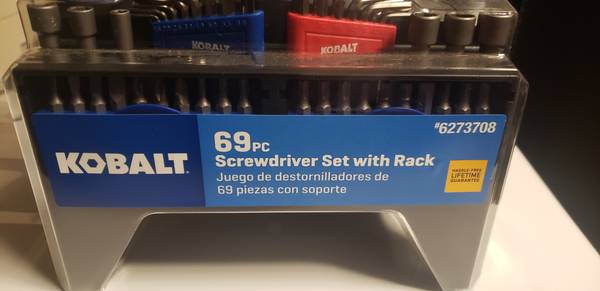 KOBALT
KOBALT
KOBALT
#6273708
69PC
Screwdriver Set with Rack
Juego de destornilladores de
69 piezas con soporte
HASSLE-FREE
LIFETIME
GUARANTEE